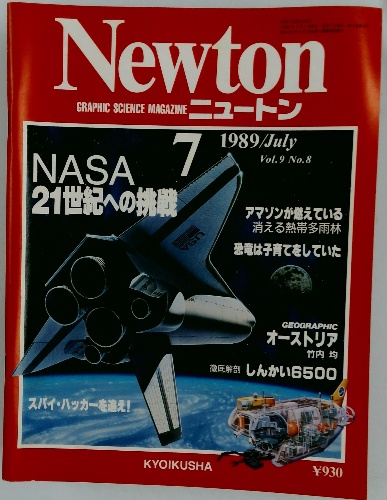 Newton
GRAPHIC SCIENCE MAGAZINE ニュートン
7 1989/July
Vol.9 No.8
NASA
21世紀への挑戦
アマゾンが燃えている
消える熱帯多雨林
恐竜は子育てをしていた
GEOGRAPHIC
オーストリア
竹内 均
徹底解剖 しんかい6500
スパイ・ハッカーを追え!
KYOIKUSHA
¥930